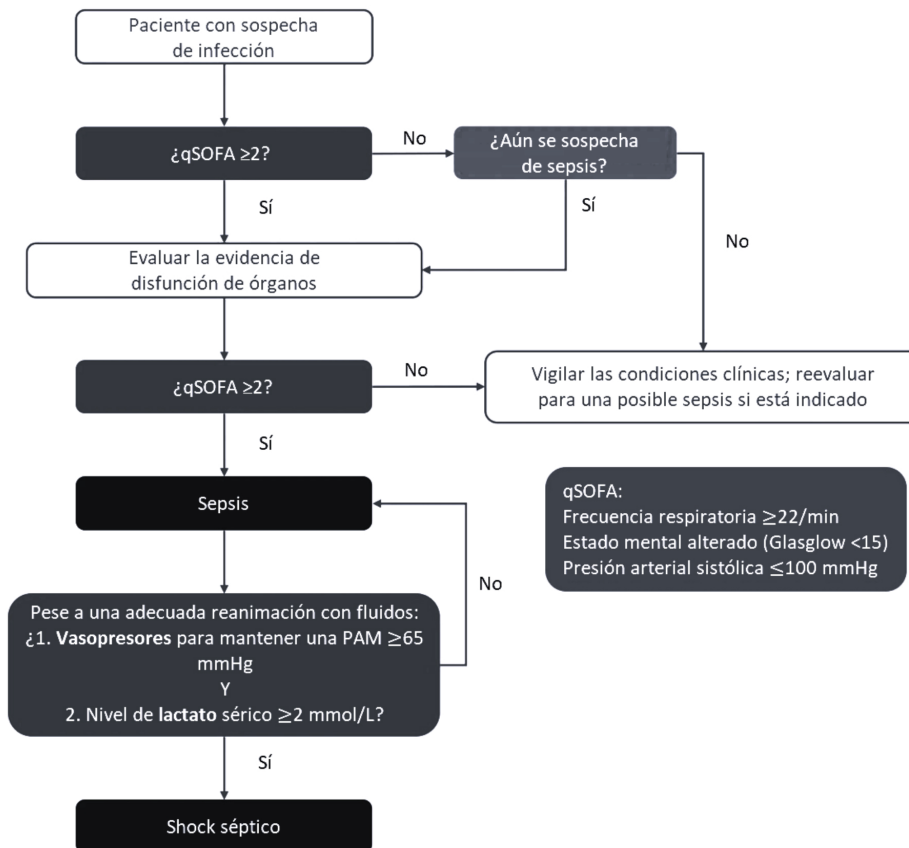 Paciente con sospecha
de infección
¿qSOFA ≥2?
No
¿Aún se sospecha
de sepsis?
Sí
Sí
No
Evaluar la evidencia de
disfunción de órganos
¿qSOFA ≥2?
No
Vigilar las condiciones clínicas; reevaluar
para una posible sepsis si está indicado
Sí
Sepsis
qSOFA:
Frecuencia respiratoria ≥22/min
Estado mental alterado (Glasglow <15)
Presión arterial sistólica ≤100 mmHg
No
Pese a una adecuada reanimación con fluidos:
¿1. Vasopresores para mantener una PAM ≥65
mmHg
Y
2. Nivel de lactato sérico ≥2 mmol/L?
Sí
Shock séptico